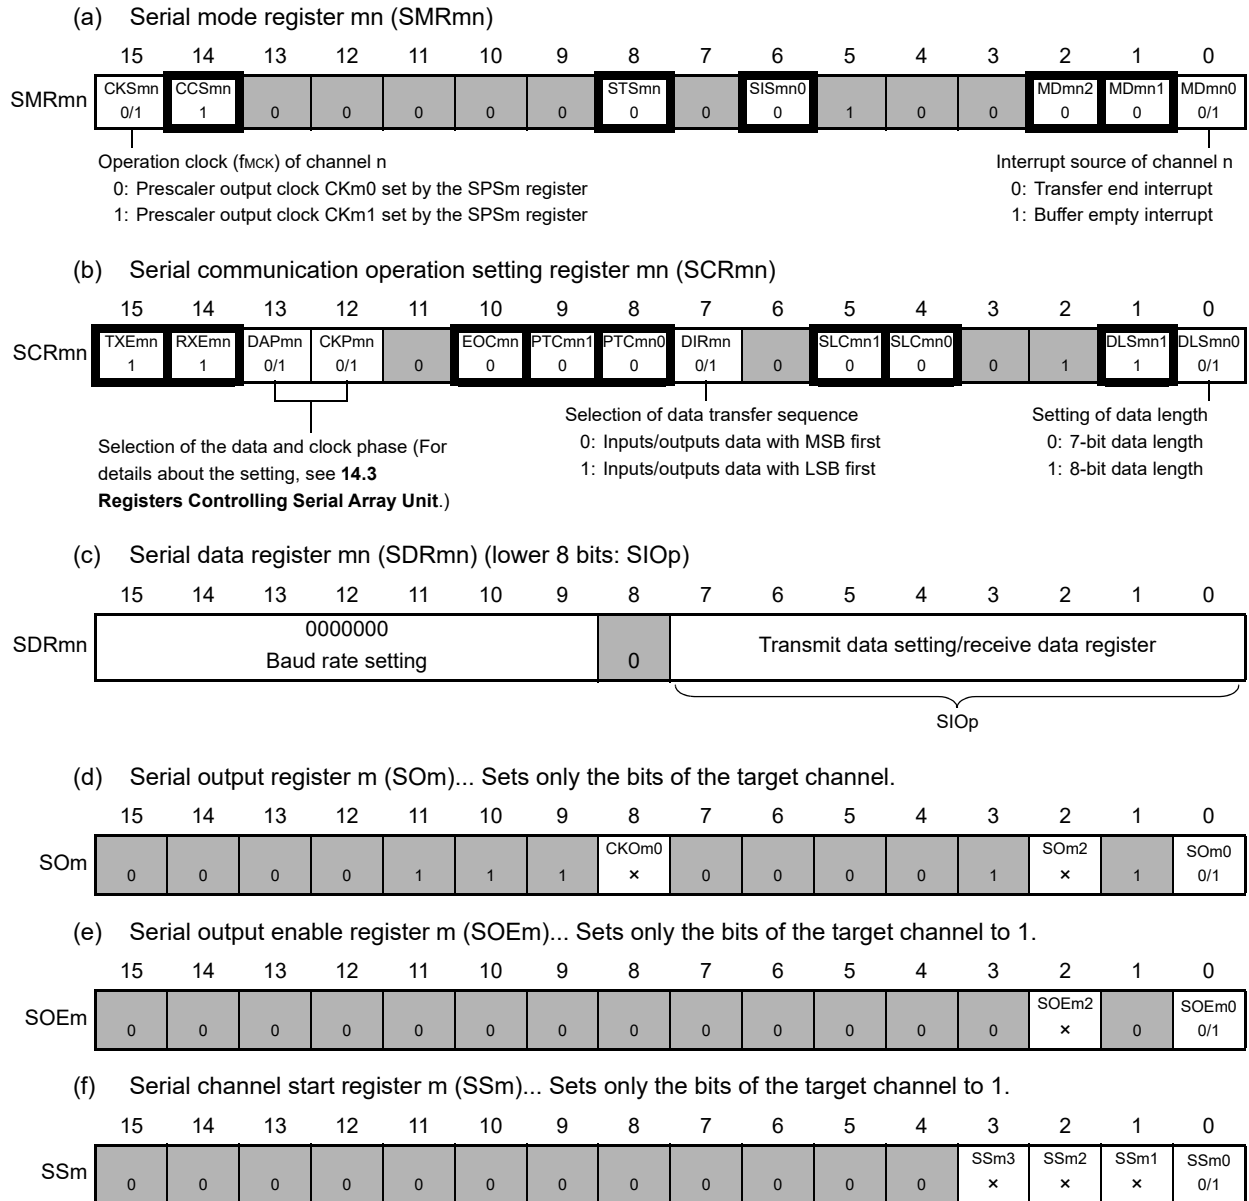 (a) Serial mode register mn (SMRmn)
15 14 13 12 11 10 9 8 7 6 5 4 3 2 1 0
SMRmn
CKSmn CCSmn STSmn SISmn0 MDmn2 MDmn1 MDmn0
0/1 1 0 0 0 0 0 0 0 0 1 0 0 0 0 0/1
Operation clock (fMCK) of channel n
0: Prescaler output clock CKm0 set by the SPSm register
1: Prescaler output clock CKm1 set by the SPSm register
Interrupt source of channel n
0: Transfer end interrupt
1: Buffer empty interrupt
(b) Serial communication operation setting register mn (SCRmn)
15 14 13 12 11 10 9 8 7 6 5 4 3 2 1 0
SCRmn
TXEmn RXEmn DAPmn CKPmn EOCmn PTCmn1 PTCmn0 DIRmn SLCmn1 SLCmn0 DLSmn1 DLSmn0
1 1 0/1 0/1 0 0 0 0 0/1 0 0 0 0 1 1 0/1
Selection of the data and clock phase (For
details about the setting, see 14.3
Registers Controlling Serial Array Unit.)
Selection of data transfer sequence
0: Inputs/outputs data with MSB first
1: Inputs/outputs data with LSB first
Setting of data length
0: 7-bit data length
1: 8-bit data length
(c) Serial data register mn (SDRmn) (lower 8 bits: SIOp)
15 14 13 12 11 10 9 8 7 6 5 4 3 2 1 0
SDRmn
0000000
Baud rate setting
0
Transmit data setting/receive data register
SIOp
(d) Serial output register m (SOm)... Sets only the bits of the target channel.
15 14 13 12 11 10 9 8 7 6 5 4 3 2 1 0
SOm
CKOm0 SOm2 SOm0
0 0 0 0 1 1 1 × 0 0 0 0 1 × 1 0/1
(e) Serial output enable register m (SOEm)... Sets only the bits of the target channel to 1.
15 14 13 12 11 10 9 8 7 6 5 4 3 2 1 0
SOEm
SOEm2 SOEm0
0 0 0 0 0 0 0 0 0 0 0 0 0 × 0 0/1
(f) Serial channel start register m (SSm)... Sets only the bits of the target channel to 1.
15 14 13 12 11 10 9 8 7 6 5 4 3 2 1 0
SSm
SSm3 SSm2 SSm1 SSm0
0 0 0 0 0 0 0 0 0 0 0 0 × × × 0/1